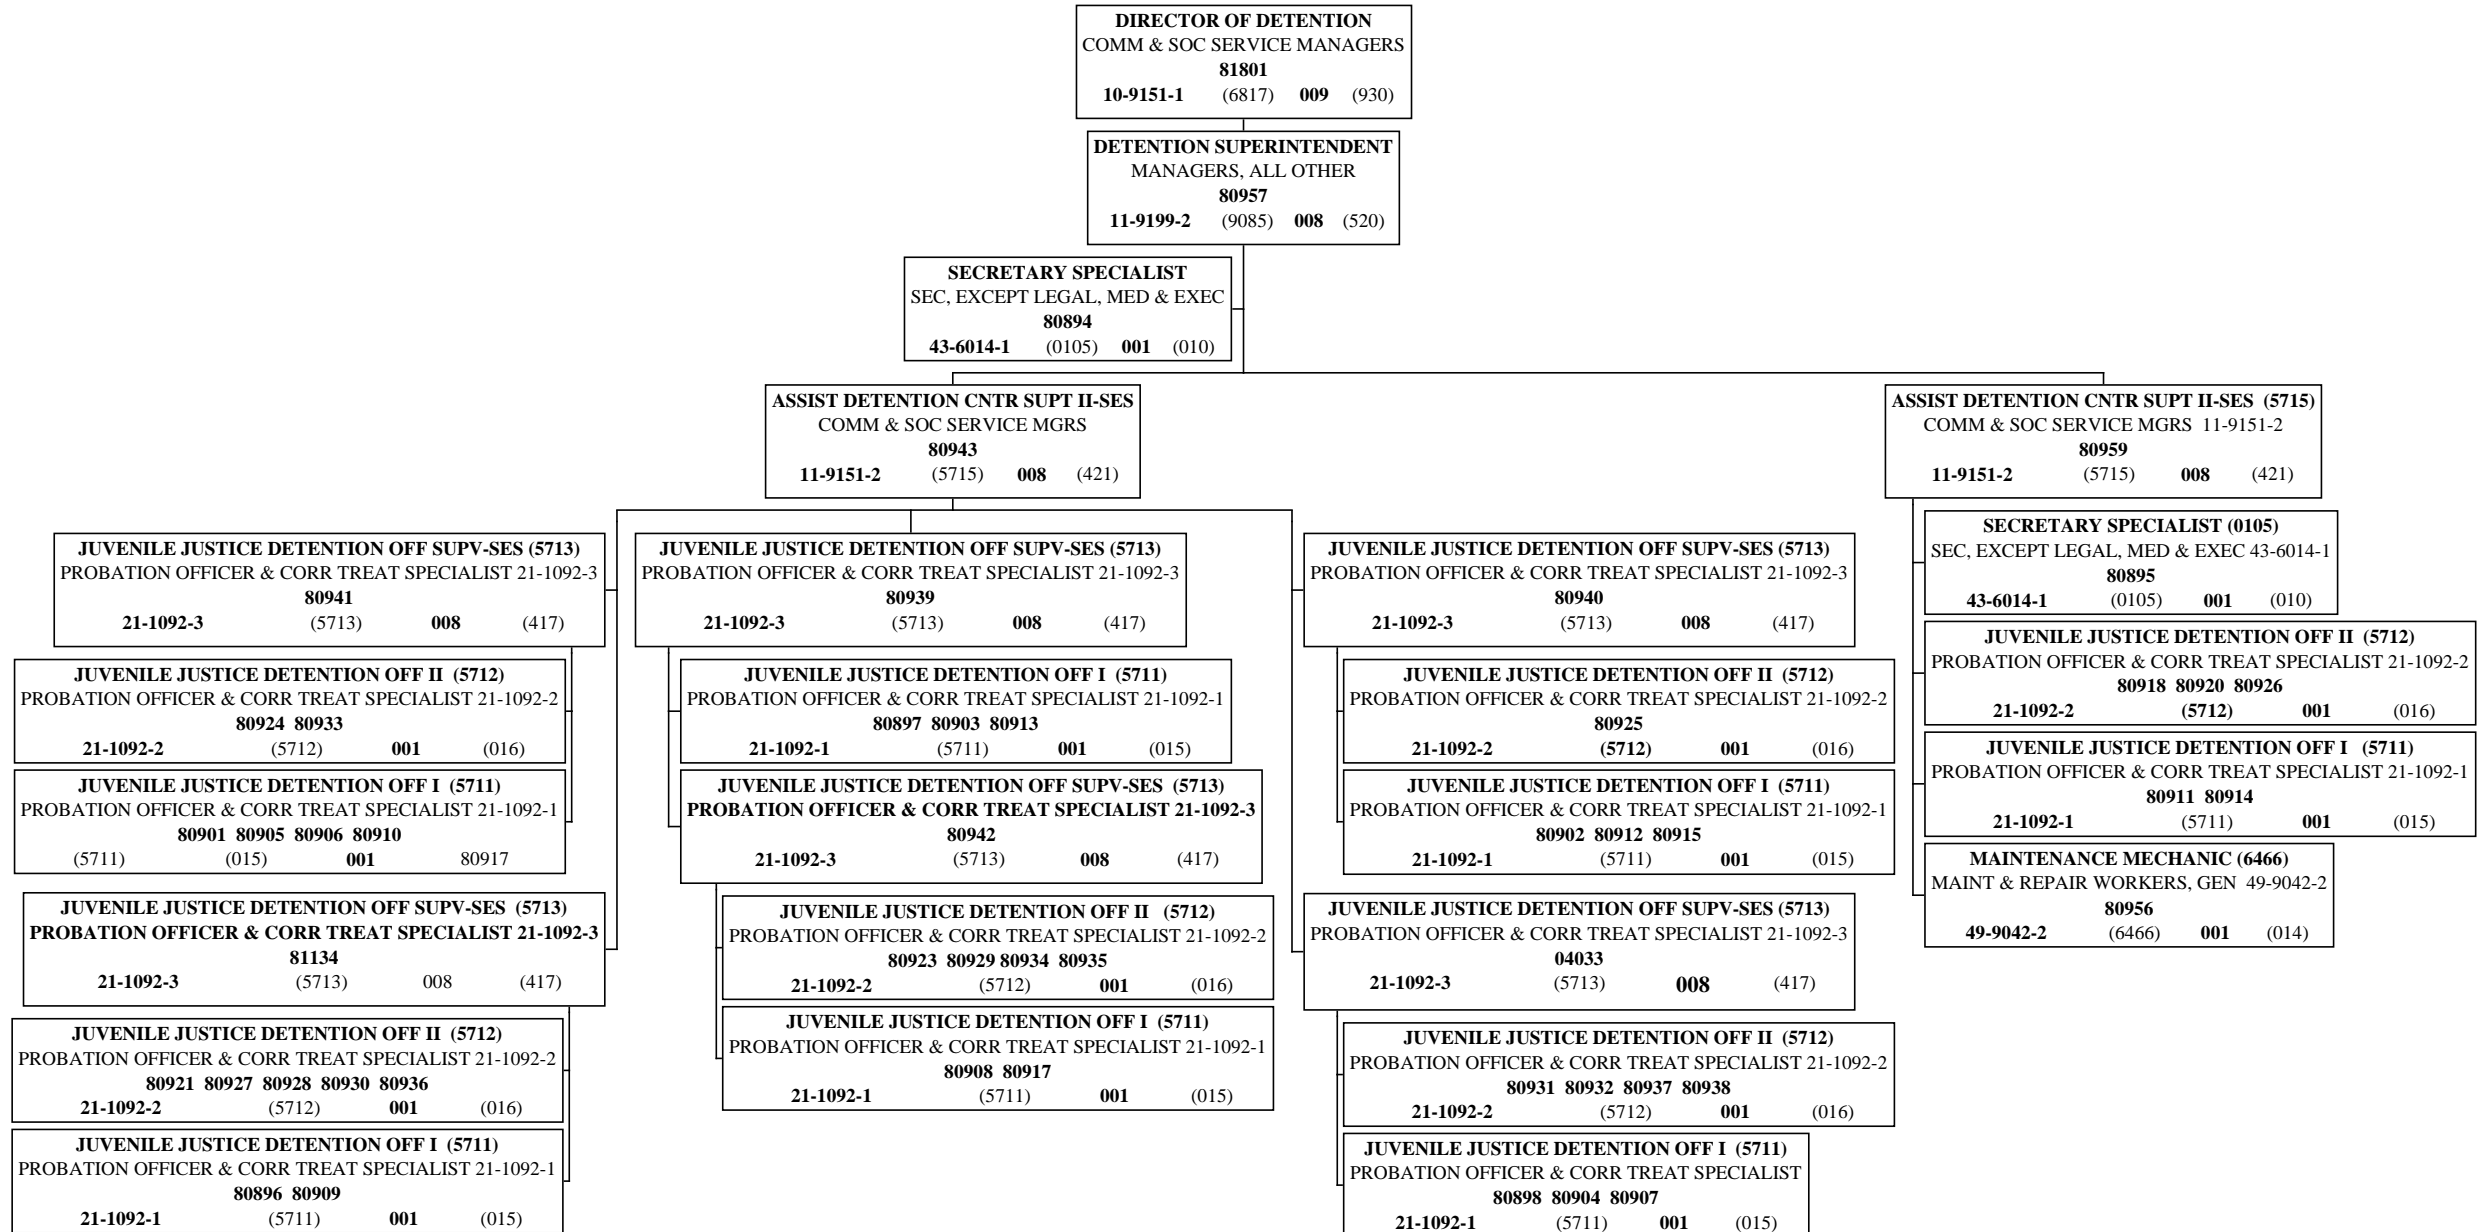 DIRECTOR OF DETENTION
COMM & SOC SERVICE MANAGERS
81801
10-9151-1 (6817) 009 (930)
DETENTION SUPERINTENDENT
MANAGERS, ALL OTHER
80957
11-9199-2 (9085) 008 (520)
SECRETARY SPECIALIST
SEC, EXCEPT LEGAL, MED & EXEC
80894
43-6014-1 (0105) 001 (010)
ASSIST DETENTION CNTR SUPT II-SES
COMM & SOC SERVICE MGRS
80943
11-9151-2 (5715) 008 (421)
JUVENILE JUSTICE DETENTION OFF SUPV-SES (5713)
PROBATION OFFICER & CORR TREAT SPECIALIST 21-1092-3
80941
21-1092-3 (5713) 008 (417)
JUVENILE JUSTICE DETENTION OFF II (5712)
PROBATION OFFICER & CORR TREAT SPECIALIST 21-1092-2
80924 80933
21-1092-2 (5712) 001 (016)
JUVENILE JUSTICE DETENTION OFF I (5711)
PROBATION OFFICER & CORR TREAT SPECIALIST 21-1092-1
80901 80905 80906 80910
(5711) (015) 001 80917
JUVENILE JUSTICE DETENTION OFF SUPV-SES (5713)
PROBATION OFFICER & CORR TREAT SPECIALIST 21-1092-3
81134
21-1092-3 (5713) 008 (417)
JUVENILE JUSTICE DETENTION OFF II (5712)
PROBATION OFFICER & CORR TREAT SPECIALIST 21-1092-2
80921 80927 80928 80930 80936
21-1092-2 (5712) 001 (016)
JUVENILE JUSTICE DETENTION OFF I (5711)
PROBATION OFFICER & CORR TREAT SPECIALIST 21-1092-1
80896 80909
21-1092-1 (5711) 001 (015)
JUVENILE JUSTICE DETENTION OFF SUPV-SES (5713)
PROBATION OFFICER & CORR TREAT SPECIALIST 21-1092-3
80939
21-1092-3 (5713) 008 (417)
JUVENILE JUSTICE DETENTION OFF I (5711)
PROBATION OFFICER & CORR TREAT SPECIALIST 21-1092-1
80897 80903 80913
21-1092-1 (5711) 001 (015)
JUVENILE JUSTICE DETENTION OFF SUPV-SES (5713)
PROBATION OFFICER & CORR TREAT SPECIALIST 21-1092-3
80942
21-1092-3 (5713) 008 (417)
JUVENILE JUSTICE DETENTION OFF II (5712)
PROBATION OFFICER & CORR TREAT SPECIALIST 21-1092-2
80923 80929 80934 80935
21-1092-2 (5712) 001 (016)
JUVENILE JUSTICE DETENTION OFF I (5711)
PROBATION OFFICER & CORR TREAT SPECIALIST 21-1092-1
80908 80917
21-1092-1 (5711) 001 (015)
JUVENILE JUSTICE DETENTION OFF SUPV-SES (5713)
PROBATION OFFICER & CORR TREAT SPECIALIST 21-1092-3
80940
21-1092-3 (5713) 008 (417)
JUVENILE JUSTICE DETENTION OFF II (5712)
PROBATION OFFICER & CORR TREAT SPECIALIST 21-1092-2
80925
21-1092-2 (5712) 001 (016)
JUVENILE JUSTICE DETENTION OFF I (5711)
PROBATION OFFICER & CORR TREAT SPECIALIST 21-1092-1
80902 80912 80915
21-1092-1 (5711) 001 (015)
JUVENILE JUSTICE DETENTION OFF SUPV-SES (5713)
PROBATION OFFICER & CORR TREAT SPECIALIST 21-1092-3
04033
21-1092-3 (5713) 008 (417)
JUVENILE JUSTICE DETENTION OFF II (5712)
PROBATION OFFICER & CORR TREAT SPECIALIST 21-1092-2
80931 80932 80937 80938
21-1092-2 (5712) 001 (016)
JUVENILE JUSTICE DETENTION OFF I (5711)
PROBATION OFFICER & CORR TREAT SPECIALIST
80898 80904 80907
21-1092-1 (5711) 001 (015)
ASSIST DETENTION CNTR SUPT II-SES (5715)
COMM & SOC SERVICE MGRS 11-9151-2
80959
11-9151-2 (5715) 008 (421)
SECRETARY SPECIALIST (0105)
SEC, EXCEPT LEGAL, MED & EXEC 43-6014-1
80895
43-6014-1 (0105) 001 (010)
JUVENILE JUSTICE DETENTION OFF II (5712)
PROBATION OFFICER & CORR TREAT SPECIALIST 21-1092-2
80918 80920 80926
21-1092-2 (5712) 001 (016)
JUVENILE JUSTICE DETENTION OFF I (5711)
PROBATION OFFICER & CORR TREAT SPECIALIST 21-1092-1
80911 80914
21-1092-1 (5711) 001 (015)
MAINTENANCE MECHANIC (6466)
MAINT & REPAIR WORKERS, GEN 49-9042-2
80956
49-9042-2 (6466) 001 (014)